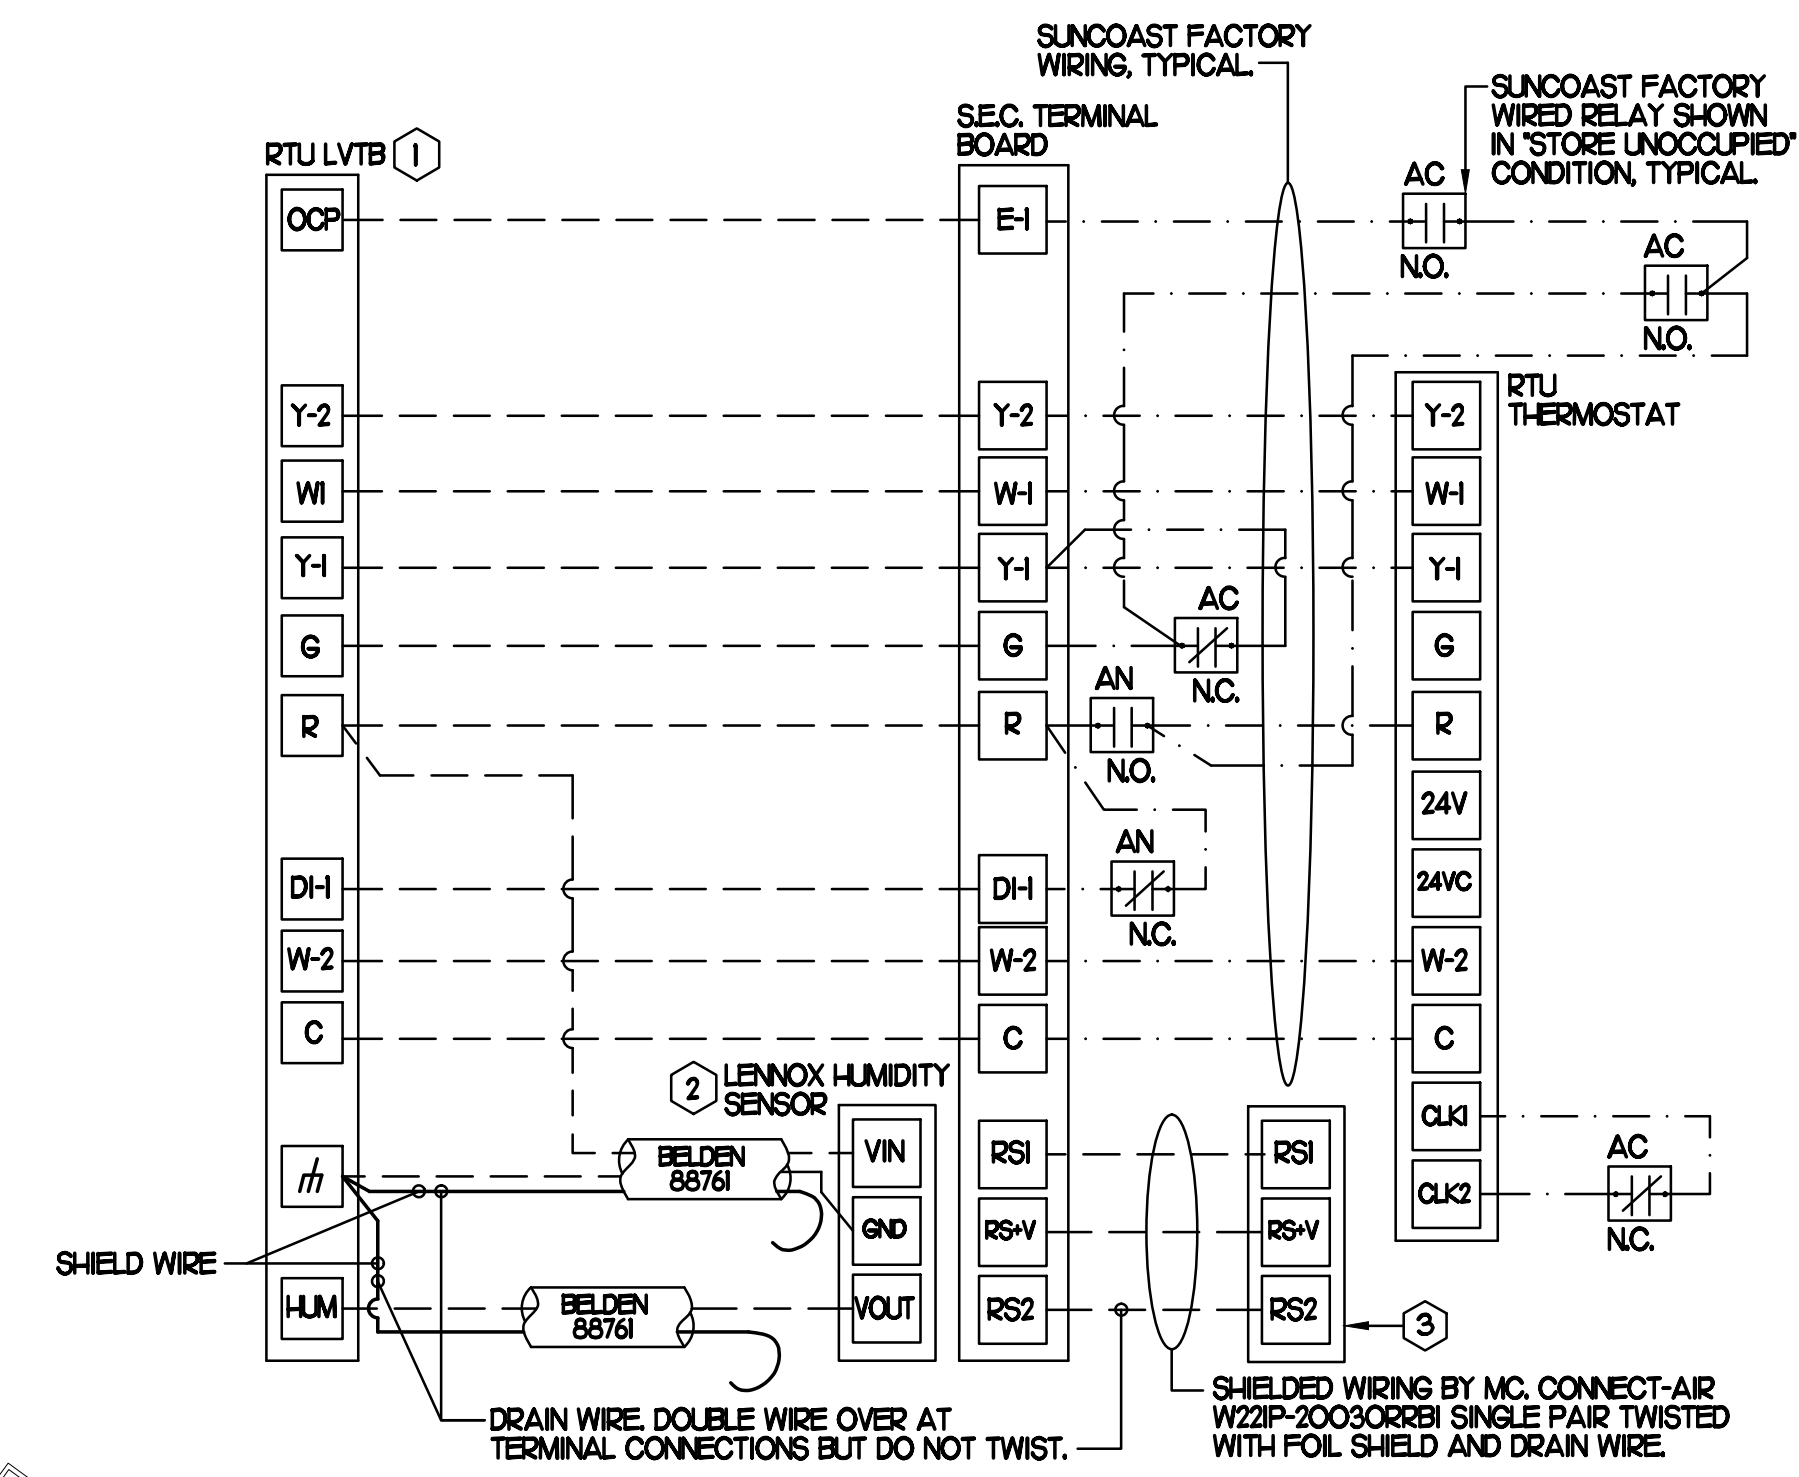 SUNCOAST FACTORY
WIRING, TYPICAL.
SUNCOAST FACTORY
WIRED RELAY SHOWN
IN "STORE UNOCCUPIED"
CONDITION, TYPICAL.
S.E.C. TERMINAL
BOARD
RTU LVTB
1
AC
OCP
E-1
N.O.
AC
N.O.
RTU
THERMOSTAT
Y-2
Y-2
Y-2
W1
W-1
W-1
Y-1
Y-1
Y-1
AC
G
G
G
N.C.
AN
R
R
R
N.O.
24V
AN
24VC
DI-1
DI-1
N.C.
W-2
W-2
W-2
C
C
C
2
LENNOX HUMIDITY
SENSOR
CLK1
AC
BELDEN
88761
VIN
RS1
RS1
CLK2
GND
RS+V
RS+V
N.C.
SHIELD WIRE
HUM
BELDEN
88761
VOUT
RS2
RS2
3
SHIELDED WIRING BY MC. CONNECT-AIR
W221P-20030RRB1 SINGLE PAIR TWISTED
WITH FOIL SHIELD AND DRAIN WIRE.
DRAIN WIRE. DOUBLE WIRE OVER AT
TERMINAL CONNECTIONS BUT DO NOT TWIST.